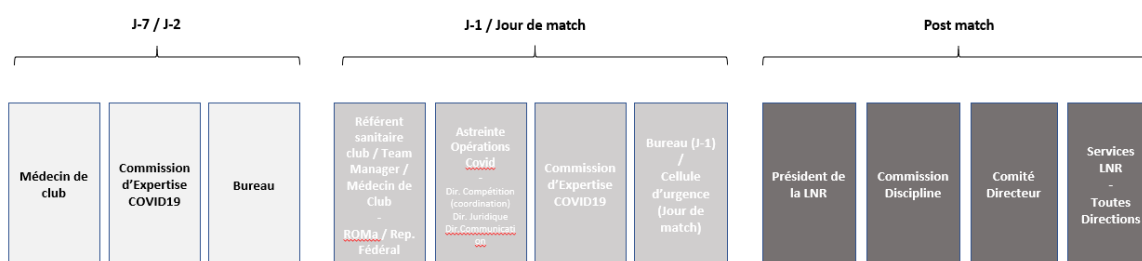 J-7 / J-2
J-1 / Jour de match
Post match
Médecin de
club
Commission
d'Expertise
COVID19
Bureau
Référent
sanitaire
club / Team
Manager /
Médecin de
Club
-
ROMa / Rep.
Fédéral
Astreinte
Opérations
Covid
-
Dir. Compétition
(coordination)
Dir. Juridique
Dir.Communicati
on
Commission
d'Expertise
COVID19
Bureau (J-1)
/
Cellule
d'urgence
(Jour de
match)
Président de
la LNR
Commission
Discipline
Comité
Directeur
Services
LNR
-
Toutes
Directions